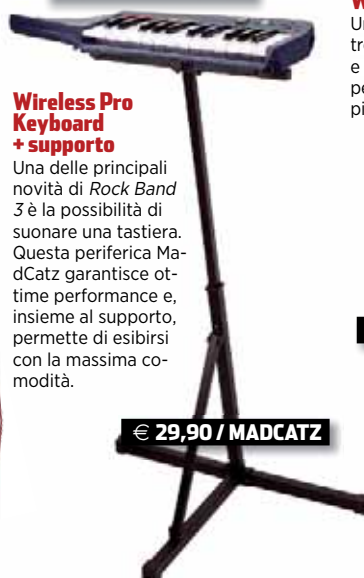 Wireless Pro
Keyboard
+ supporto
Una delle principali
novità di Rock Band
3 è la possibilità di
suonare una tastiera.
Questa periferica Ma-
dCatz garantisce ot-
time performance e,
insieme al supporto,
permette di esibirsi
con la massima co-
modità.
€ 29,90 / MADCATZ